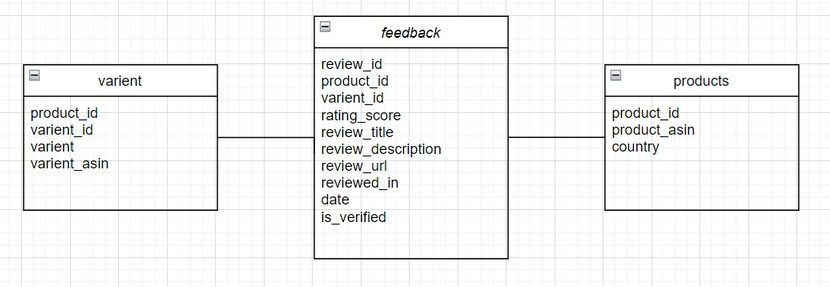 varient
product_id
varient_id
varient
varient_asin
feedback
review_id
product_id
varient_id
rating_score
review_title
review_description
review_url
reviewed_in
date
is_verified
products
product_id
product_asin
country